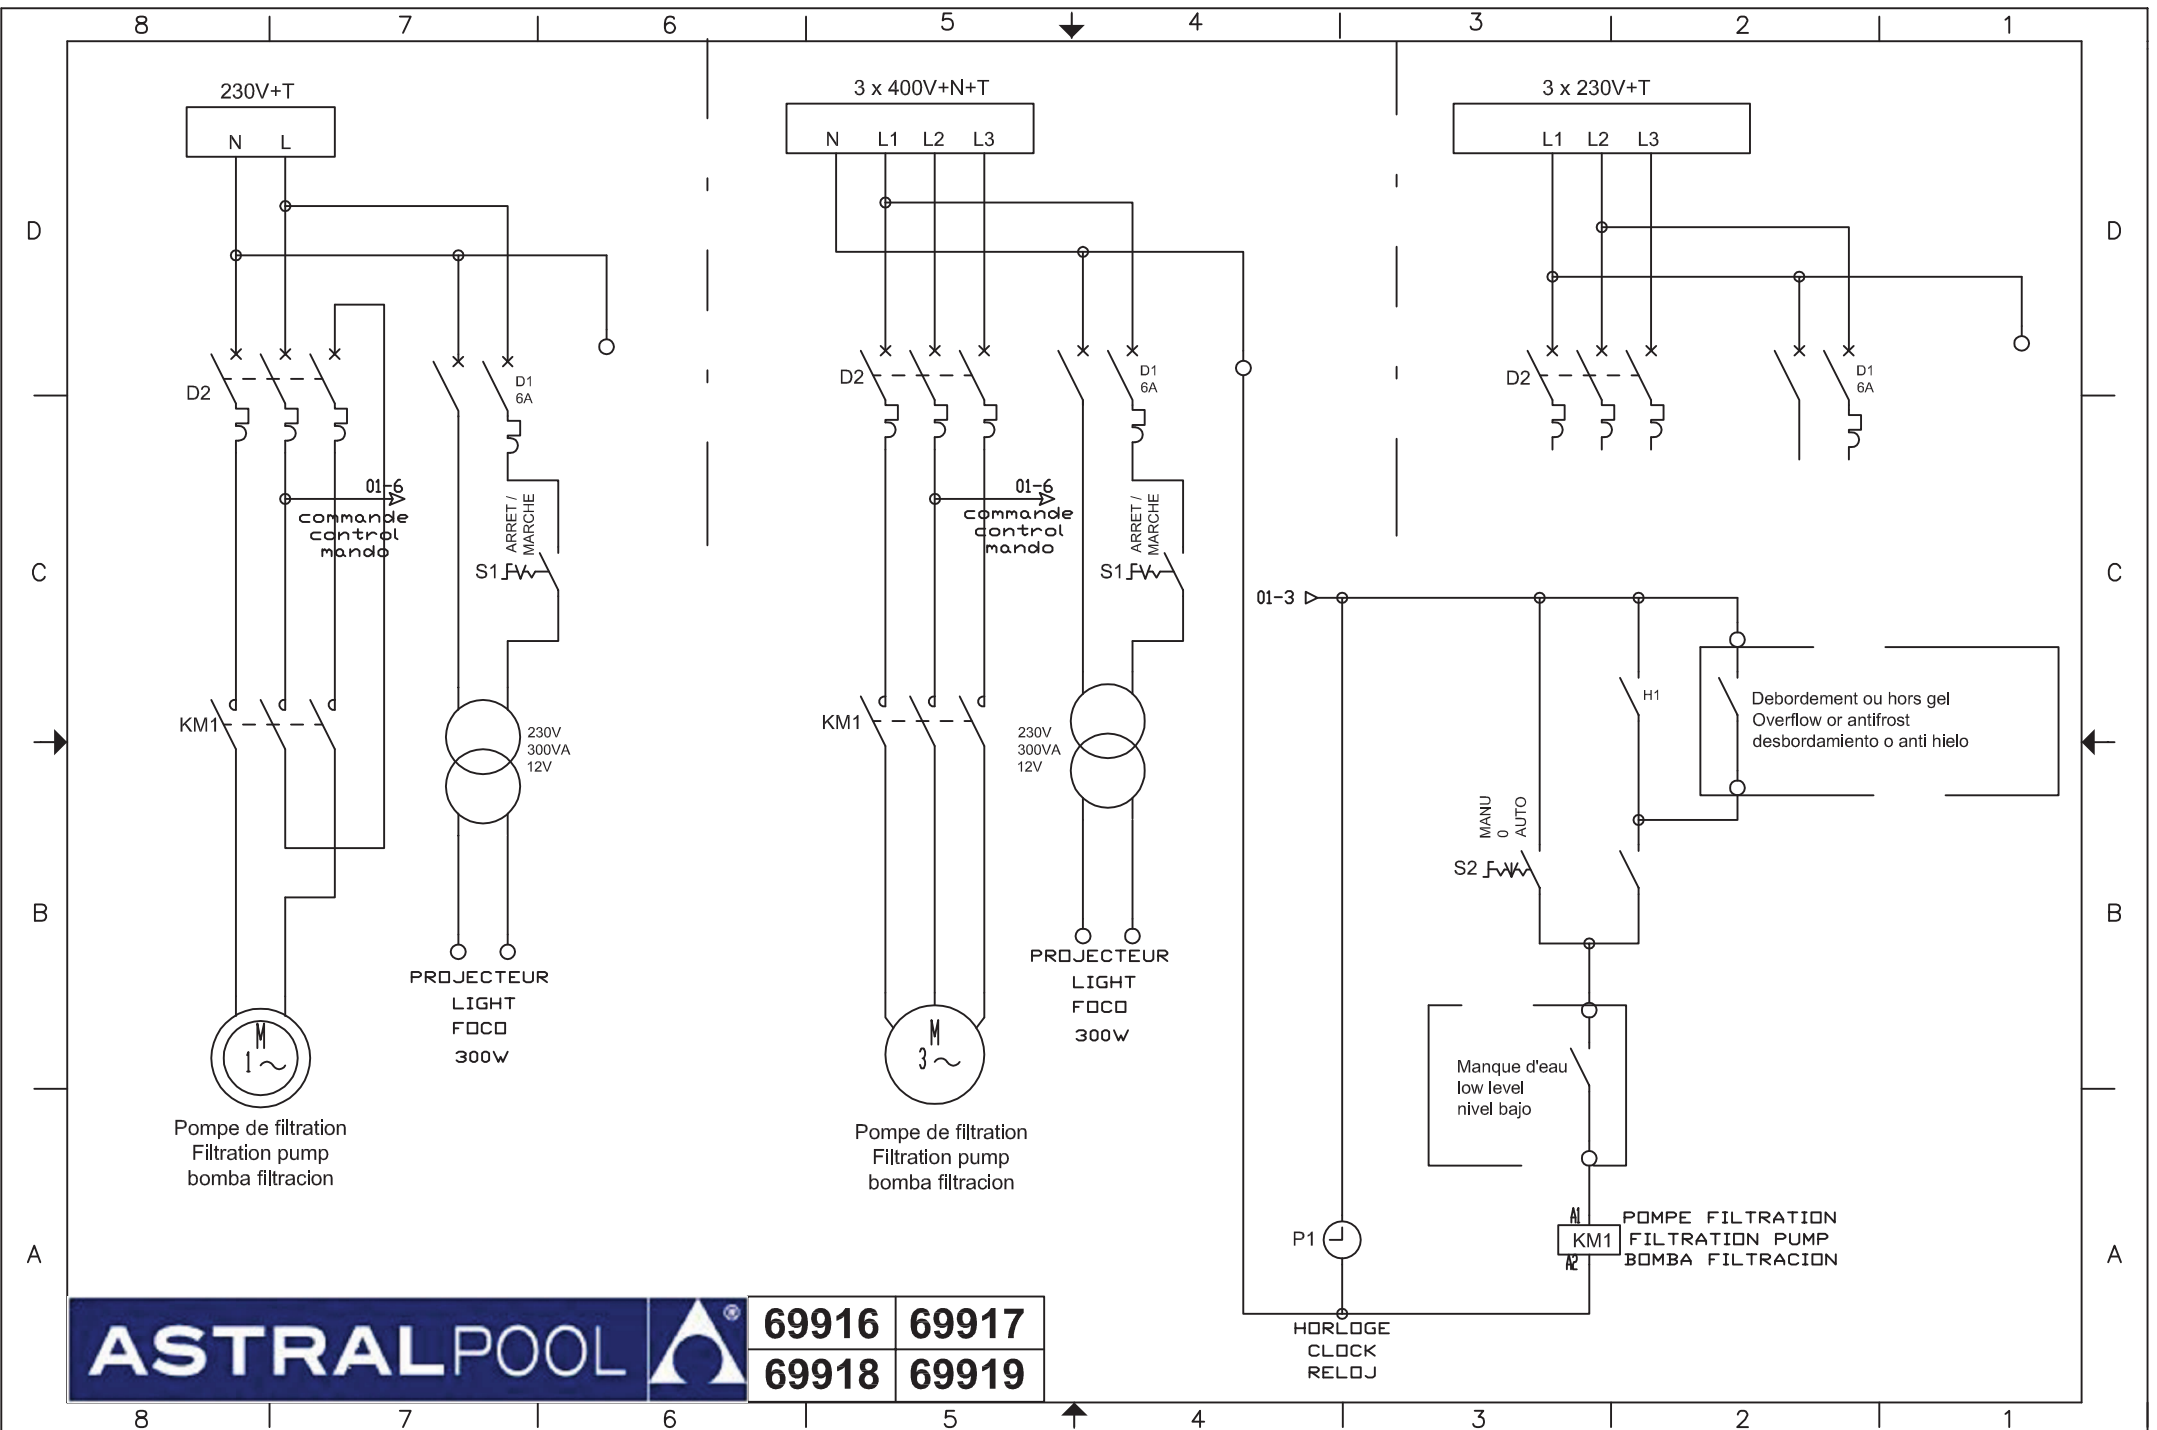 8 7 6 5 4 3 2 1
230V+T
N L
3 x 400V+N+T
N L1 L2 L3
3 x 230V+T
L1 L2 L3
D
D
D2
D1
6A
D2
D1
6A
D2
D1
6A
01-6
commande
control
mando
ARRET /
MARCHE
S1
01-6
commande
control
mando
ARRET /
MARCHE
S1
C
C
01-3
H1
Debordement ou hors gel
Overflow or antifrost
desbordamiento o anti hielo
KM1
230V
300VA
12V
KM1
230V
300VA
12V
MANU
0
AUTO
S2
B
B
PROJECTEUR
LIGHT
FOCO
300W
PROJECTEUR
LIGHT
FOCO
300W
M
1~
M
3~
Manque d'eau
low level
nivel bajo
Pompe de filtration
Filtration pump
bomba filtracion
Pompe de filtration
Filtration pump
bomba filtracion
A
A
P1
A1
KM1
A2
POMPE FILTRATION
FILTRATION PUMP
BOMBA FILTRACION
HORLOGE
CLOCK
RELOJ
ASTRALPOOL ®
69916 69917
69918 69919
8 7 6 5 4 3 2 1